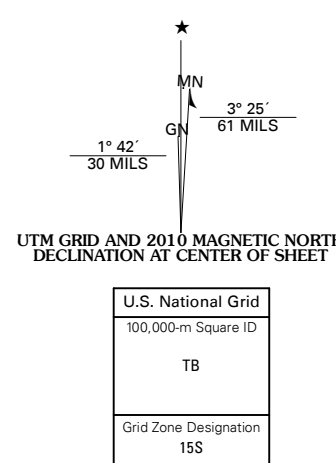 ★
MN
3° 25´
GN
61 MILS
1° 42´
30 MILS
UTM GRID AND 2010 MAGNETIC NORTH
DECLINATION AT CENTER OF SHEET
U.S. National Grid
100,000-m Square ID
TB
Grid Zone Designation
15S